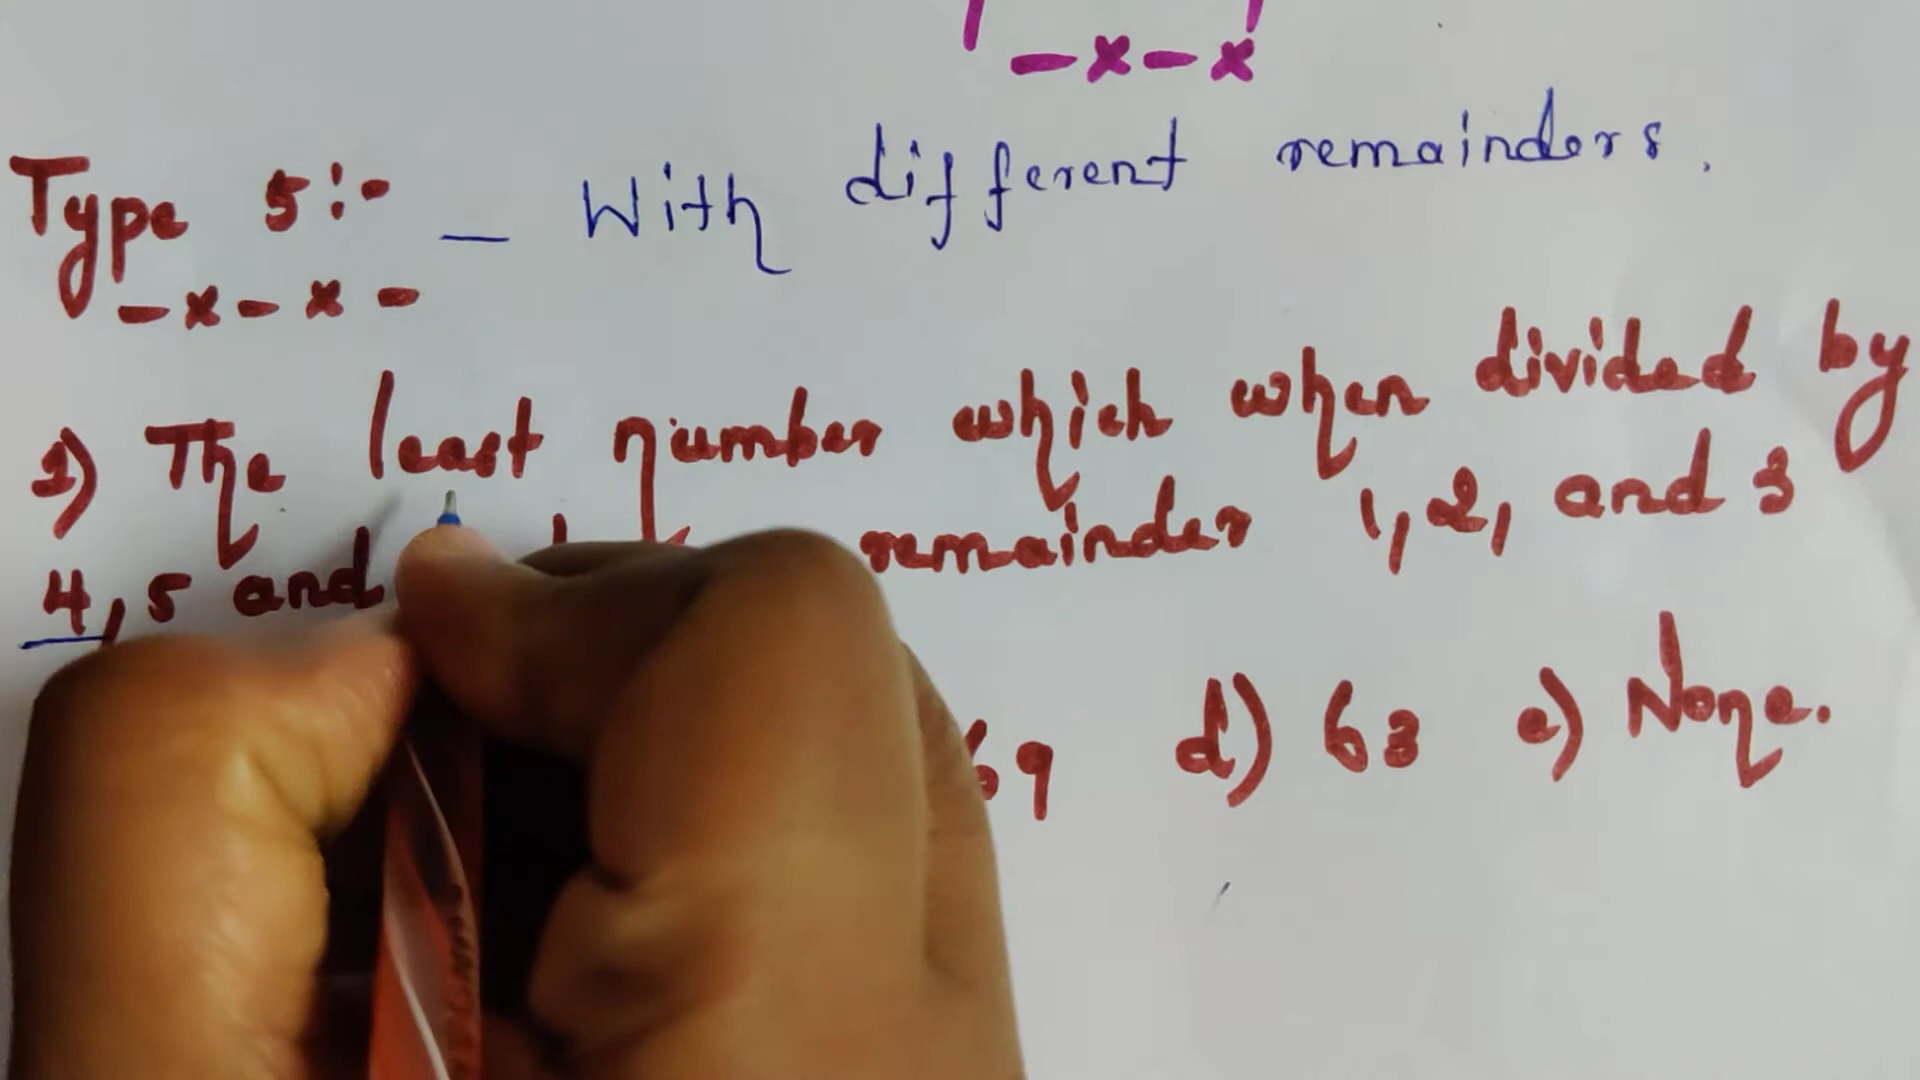 -x-x
Type 5:- — With different remainders.
-x-x-
1) The least number which when divided by
4, 5 and remainder 1, 2, and 3
69 d) 63 e) None.